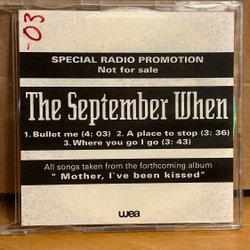 -03
SPECIAL RADIO PROMOTION
Not for sale
The September When
1.Bullet me (4: 03) 2.A place to stop (3: 36)
3.Where you go I go (3: 43)
All songs taken from the forthcoming album
" Mother, I`ve been kissed"
wea